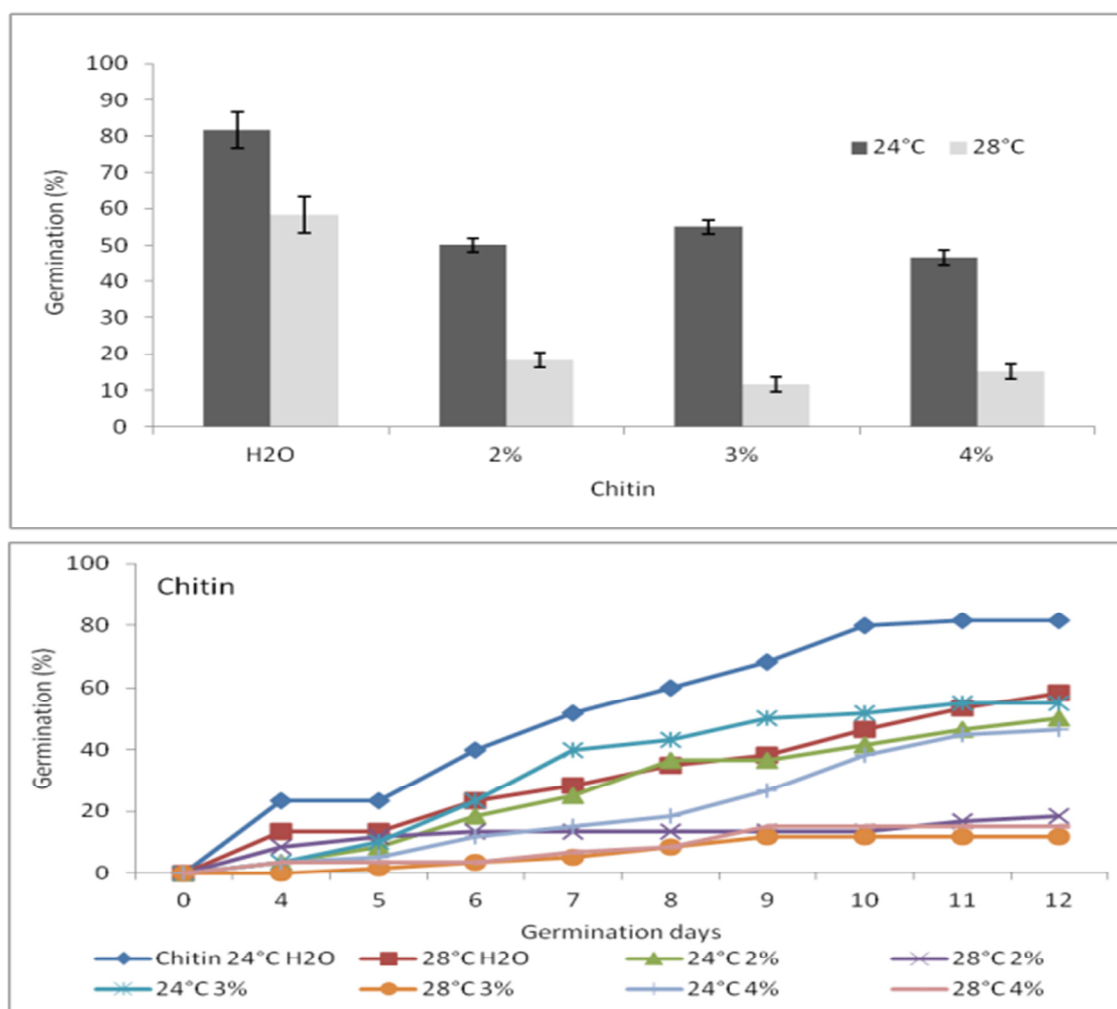 100
90
80
70
60
50
40
30
20
10
0
Germination (%)
24°C 28°C
H2O 2% 3% 4%
Chitin
Chitin
100
80
60
40
20
0
Germination (%)
0 4 5 6 7 8 9 10 11 12
Germination days
Chitin 24°C H2O 28°C H2O 24°C 2% 28°C 2%
24°C 3% 28°C 3% 24°C 4% 28°C 4%